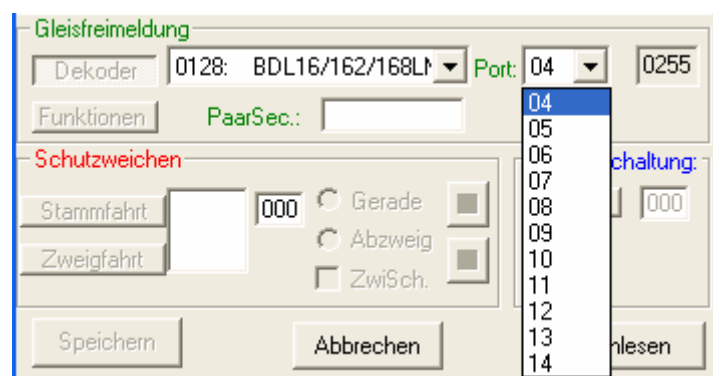 Gleisfreimeldung
Dekoder 0128: BDL16/162/168LN Port: 04 0255
Funktionen PaarSec.:
04
05
06
07
08
09
10
11
12
13
14
Schutzweichen chaltung:
Stammfahrt 000 Gerade 000
Zweigfahrt Abzweig
ZwiSch.
Speichern Abbrechen nlesen